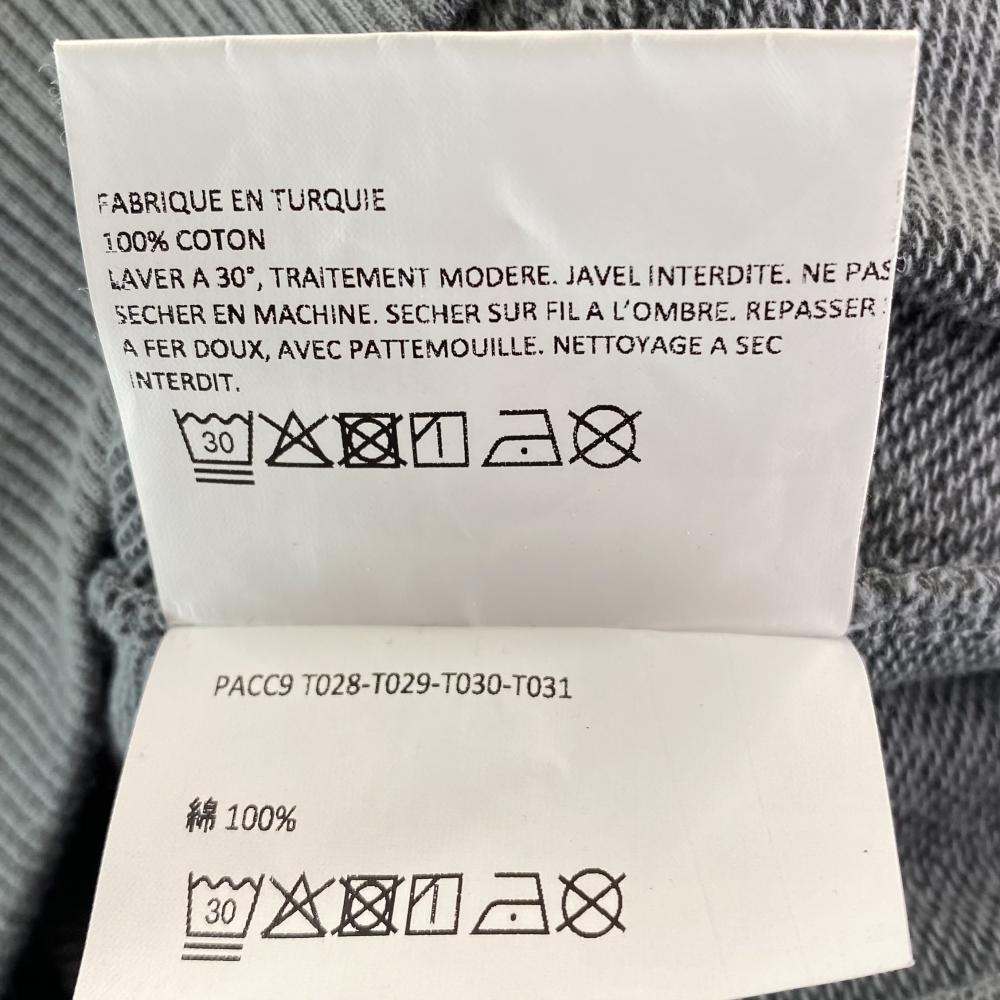 FABRIQUE EN TURQUIE
100% COTON
LAVER A 30°, TRAITEMENT MODERE. JAVEL INTERDITE. NE PAS
SECHER EN MACHINE. SECHER SUR FIL A L'OMBRE. REPASSER
A FER DOUX, AVEC PATTEMOUILLE. NETTOYAGE A SEC
INTERDIT.
30
PACC9 T028-T029-T030-T031
綿 100%
30